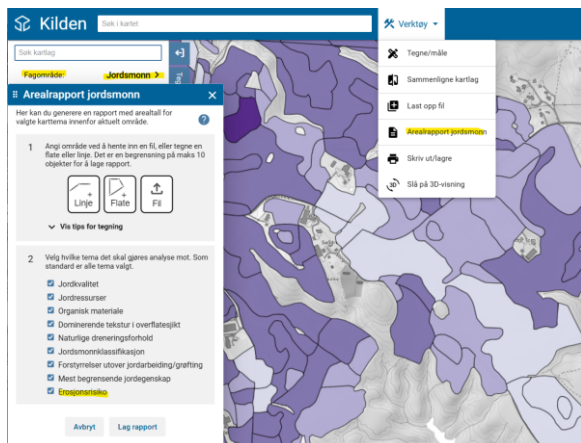 Kilden
Søk i kartet
Verktøy
Søk kartlag
Fagområde: Jordsmonn
Tegne/måle
Sammenligne kartlag
Last opp fil
Arealrapport jordsmonn
Skriv ut/lagre
3D Slå på 3D-visning
Arealrapport jordsmonn
Her kan du generere en rapport med arealtall for
valgte karttema innenfor aktuelt område.
1 Angi område ved å hente inn en fil, eller tegne en
flate eller linje. Det er en begrensning på maks 10
objekter for å lage rapport.
Linje Flate Fil
Vis tips for tegning
2 Velg hvilke tema det skal gjøres analyse mot. Som
standard er alle tema valgt.
Jordkvalitet
Jordressurser
Organisk materiale
Dominerende tekstur i overflatesjikt
Naturlige dreneringsforhold
Jordsmonnklassifikasjon
Forstyrrelser utover jordarbeiding/grøfting
Mest begrensende jordegenskap
Erosjonsrisiko
Avbryt Lag rapport